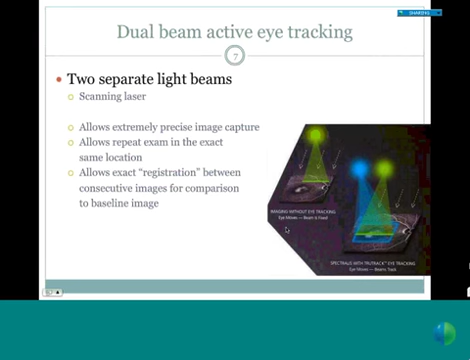 SHARING
Dual beam active eye tracking
7
Two separate light beams
Scanning laser
Allows extremely precise image capture
Allows repeat exam in the exact
same location
Allows exact “registration” between
consecutive images for comparison
to baseline image
IMAGING WITHOUT EYE TRACKING
Eye Moves — Beam is Fixed
SPECTRALIS WITH TRUTRACK™ EYE TRACKING
Eye Moves — Beams Track